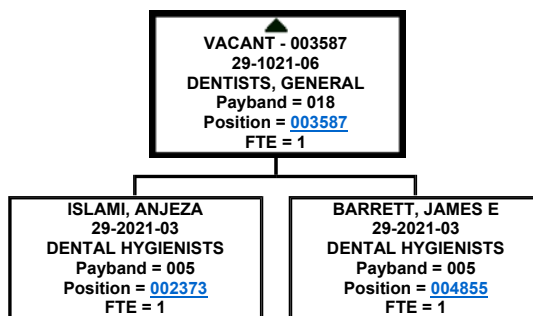 VACANT - 003587
29-1021-06
DENTISTS, GENERAL
Payband = 018
Position = 003587
FTE = 1
ISLAMI, ANJEZA
29-2021-03
DENTAL HYGIENISTS
Payband = 005
Position = 002373
FTE = 1
BARRETT, JAMES E
29-2021-03
DENTAL HYGIENISTS
Payband = 005
Position = 004855
FTE = 1